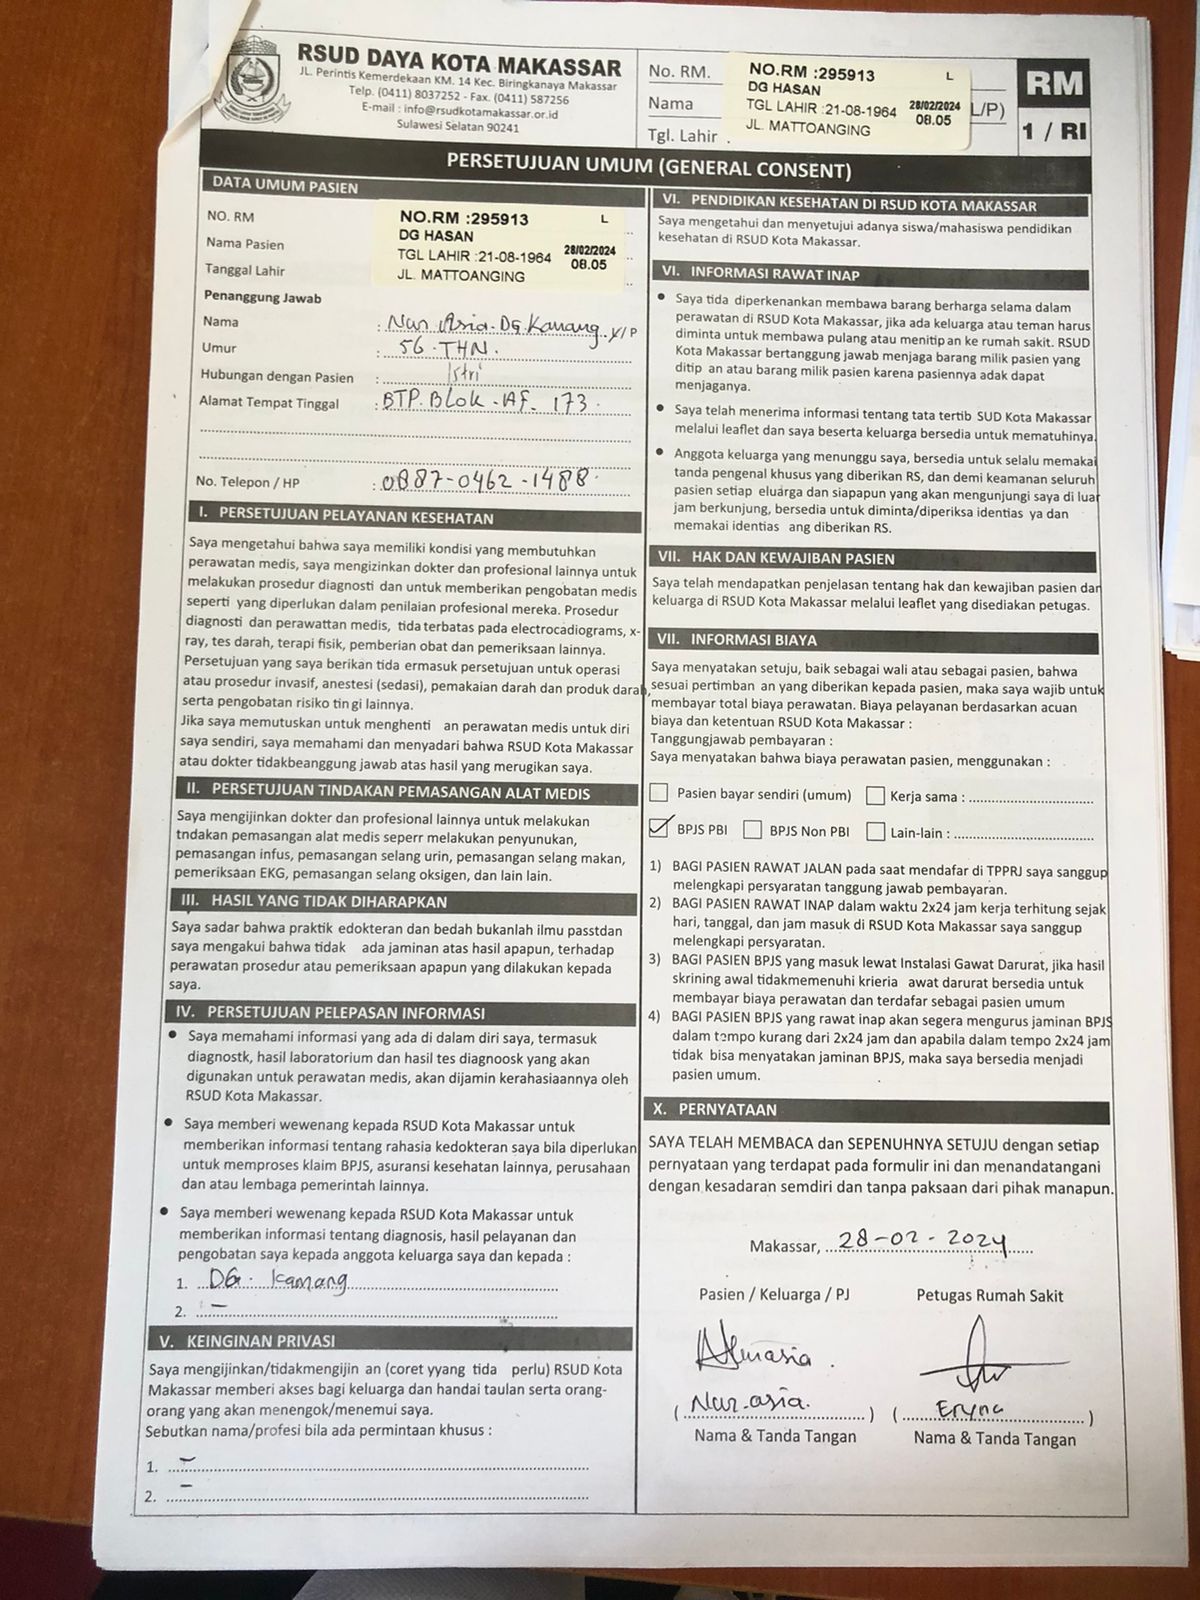 RSUD DAYA KOTA MAKASSAR
JL. Perintis Kemerdekaan KM. 14 Kec. Biringkanaya Makassar
Telp. (0411) 8037252 - Fax. (0411) 587256
E-mail : info@rsudkotamakassar.or.id
Sulawesi Selatan 90241
No. RM.
Nama
Tgl. Lahir
NO.RM :295913 L
DG HASAN
TGL LAHIR :21-08-1964 28/02/2024
JL. MATTOANGING 08.05
L/P)
RM
1 / RI
PERSETUJUAN UMUM (GENERAL CONSENT)
DATA UMUM PASIEN
NO. RM
Nama Pasien
Tanggal Lahir
NO.RM :295913 L
DG HASAN
TGL LAHIR :21-08-1964 28/02/2024
JL. MATTOANGING 08.05
Penanggung Jawab
Nama : Nur Asia. DG. Kanang L/P
Umur : 56. THN.
Hubungan dengan Pasien : Istri
Alamat Tempat Tinggal : BTP. Blok. AF. 173.
No. Telepon / HP : 0887-0462-1488.
I. PERSETUJUAN PELAYANAN KESEHATAN
Saya mengetahui bahwa saya memiliki kondisi yang membutuhkan
perawatan medis, saya mengizinkan dokter dan profesional lainnya untuk
melakukan prosedur diagnosti dan untuk memberikan pengobatan medis
seperti yang diperlukan dalam penilaian profesional mereka. Prosedur
diagnosti dan perawattan medis, tida terbatas pada electrocadiograms, x-
ray, tes darah, terapi fisik, pemberian obat dan pemeriksaan lainnya.
Persetujuan yang saya berikan tida ermasuk persetujuan untuk operasi
atau prosedur invasif, anestesi (sedasi), pemakaian darah dan produk darah,
serta pengobatan risiko tin gi lainnya.
Jika saya memutuskan untuk menghenti an perawatan medis untuk diri
saya sendiri, saya memahami dan menyadari bahwa RSUD Kota Makassar
atau dokter tidakbeanggung jawab atas hasil yang merugikan saya.
II. PERSETUJUAN TINDAKAN PEMASANGAN ALAT MEDIS
Saya mengijinkan dokter dan profesional lainnya untuk melakukan
tndakan pemasangan alat medis seperr melakukan penyunukan,
pemasangan infus, pemasangan selang urin, pemasangan selang makan,
pemeriksaan EKG, pemasangan selang oksigen, dan lain lain.
III. HASIL YANG TIDAK DIHARAPKAN
Saya sadar bahwa praktik edokteran dan bedah bukanlah ilmu passtdan
saya mengakui bahwa tidak ada jaminan atas hasil apapun, terhadap
perawatan prosedur atau pemeriksaan apapun yang dilakukan kepada
saya.
IV. PERSETUJUAN PELEPASAN INFORMASI
• Saya memahami informasi yang ada di dalam diri saya, termasuk
diagnostk, hasil laboratorium dan hasil tes diagnoosk yang akan
digunakan untuk perawatan medis, akan dijamin kerahasiaannya oleh
RSUD Kota Makassar.
• Saya memberi wewenang kepada RSUD Kota Makassar untuk
memberikan informasi tentang rahasia kedokteran saya bila diperlukan
untuk memproses klaim BPJS, asuransi kesehatan lainnya, perusahaan
dan atau lembaga pemerintah lainnya.
• Saya memberi wewenang kepada RSUD Kota Makassar untuk
memberikan informasi tentang diagnosis, hasil pelayanan dan
pengobatan saya kepada anggota keluarga saya dan kepada :
1. DG. Kamang
2. -
V. KEINGINAN PRIVASI
Saya mengijinkan/tidakmengijin an (coret yyang tida perlu) RSUD Kota
Makassar memberi akses bagi keluarga dan handai taulan serta orang-
orang yang akan menengok/menemui saya.
Sebutkan nama/profesi bila ada permintaan khusus :
1. -
2. -
VI. PENDIDIKAN KESEHATAN DI RSUD KOTA MAKASSAR
Saya mengetahui dan menyetujui adanya siswa/mahasiswa pendidikan
kesehatan di RSUD Kota Makassar.
VI. INFORMASI RAWAT INAP
• Saya tida diperkenankan membawa barang berharga selama dalam
perawatan di RSUD Kota Makassar, jika ada keluarga atau teman harus
diminta untuk membawa pulang atau menitip an ke rumah sakit. RSUD
Kota Makassar bertanggung jawab menjaga barang milik pasien yang
ditip an atau barang milik pasien karena pasiennya adak dapat
menjaganya.
• Saya telah menerima informasi tentang tata tertib SUD Kota Makassar
melalui leaflet dan saya beserta keluarga bersedia untuk mematuhinya.
• Anggota keluarga yang menunggu saya, bersedia untuk selalu memakai
tanda pengenal khusus yang diberikan RS, dan demi keamanan seluruh
pasien setiap eluarga dan siapapun yang akan mengunjungi saya di luar
jam berkunjung, bersedia untuk diminta/diperiksa identias ya dan
memakai identias ang diberikan RS.
VII. HAK DAN KEWAJIBAN PASIEN
Saya telah mendapatkan penjelasan tentang hak dan kewajiban pasien dan
keluarga di RSUD Kota Makassar melalui leaflet yang disediakan petugas.
VII. INFORMASI BIAYA
Saya menyatakan setuju, baik sebagai wali atau sebagai pasien, bahwa
sesuai pertimban an yang diberikan kepada pasien, maka saya wajib untuk
membayar total biaya perawatan. Biaya pelayanan berdasarkan acuan
biaya dan ketentuan RSUD Kota Makassar :
Tanggungjawab pembayaran :
Saya menyatakan bahwa biaya perawatan pasien, menggunakan :
☐ Pasien bayar sendiri (umum) ☐ Kerja sama :
☑ BPJS PBI ☐ BPJS Non PBI ☐ Lain-lain :
1) BAGI PASIEN RAWAT JALAN pada saat mendafar di TPPRJ saya sanggup
melengkapi persyaratan tanggung jawab pembayaran.
2) BAGI PASIEN RAWAT INAP dalam waktu 2x24 jam kerja terhitung sejak
hari, tanggal, dan jam masuk di RSUD Kota Makassar saya sanggup
melengkapi persyaratan.
3) BAGI PASIEN BPJS yang masuk lewat Instalasi Gawat Darurat, jika hasil
skrining awal tidakmemenuhi krieria awat darurat bersedia untuk
membayar biaya perawatan dan terdafar sebagai pasien umum
4) BAGI PASIEN BPJS yang rawat inap akan segera mengurus jaminan BPJS
dalam tempo kurang dari 2x24 jam dan apabila dalam tempo 2x24 jam
tidak bisa menyatakan jaminan BPJS, maka saya bersedia menjadi
pasien umum.
X. PERNYATAAN
SAYA TELAH MEMBACA dan SEPENUHNYA SETUJU dengan setiap
pernyataan yang terdapat pada formulir ini dan menandatangani
dengan kesadaran semdiri dan tanpa paksaan dari pihak manapun.
Makassar, 28-02-2024
Pasien / Keluarga / PJ Petugas Rumah Sakit
(Nur.asia.) (Eryna)
Nama & Tanda Tangan Nama & Tanda Tangan